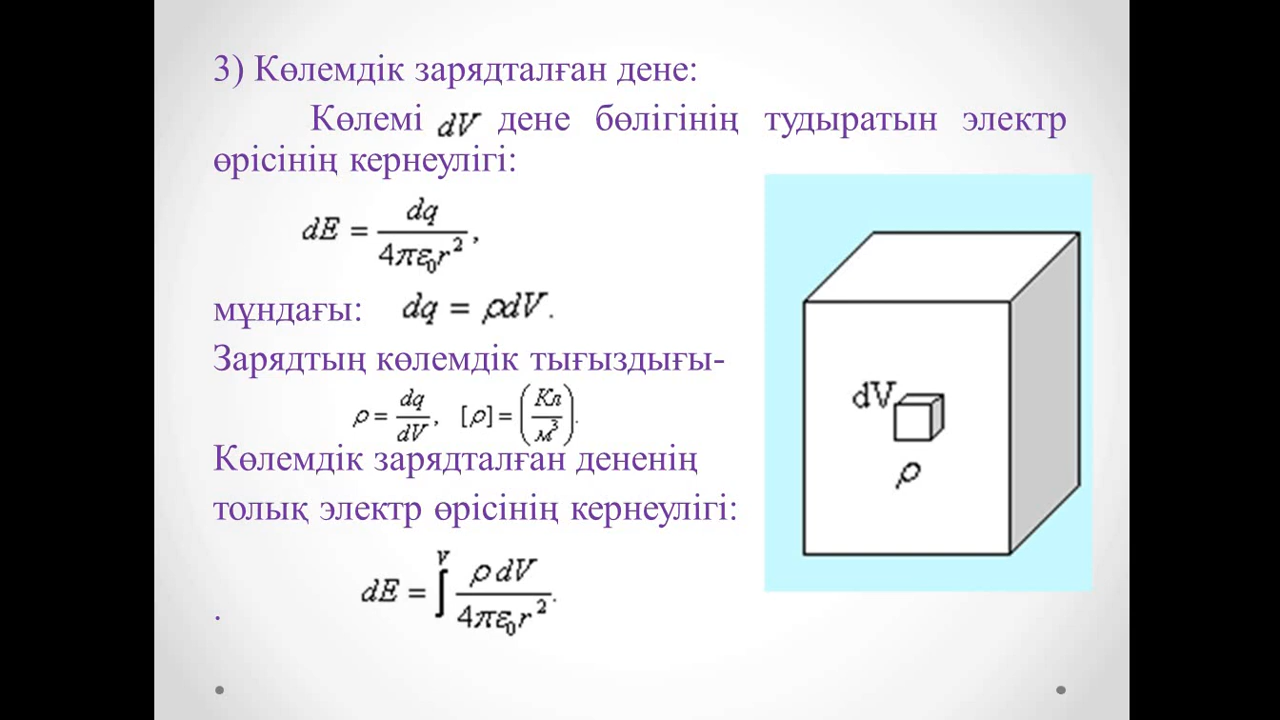 3) Көлемдік зарядталған дене:
Көлемі dV дене бөлігінің тудыратын электр
өрісінің кернеулігі:
dE = dq / 4πε₀r²,
мұндағы: dq = ρdV.
Зарядтың көлемдік тығыздығы-
ρ = dq / dV, [ρ] = (Кл / м³).
Көлемдік зарядталған дененің
толық электр өрісінің кернеулігі:
dE = ∫ᵛ ρ dV / 4πε₀r².
.
dV
ρ